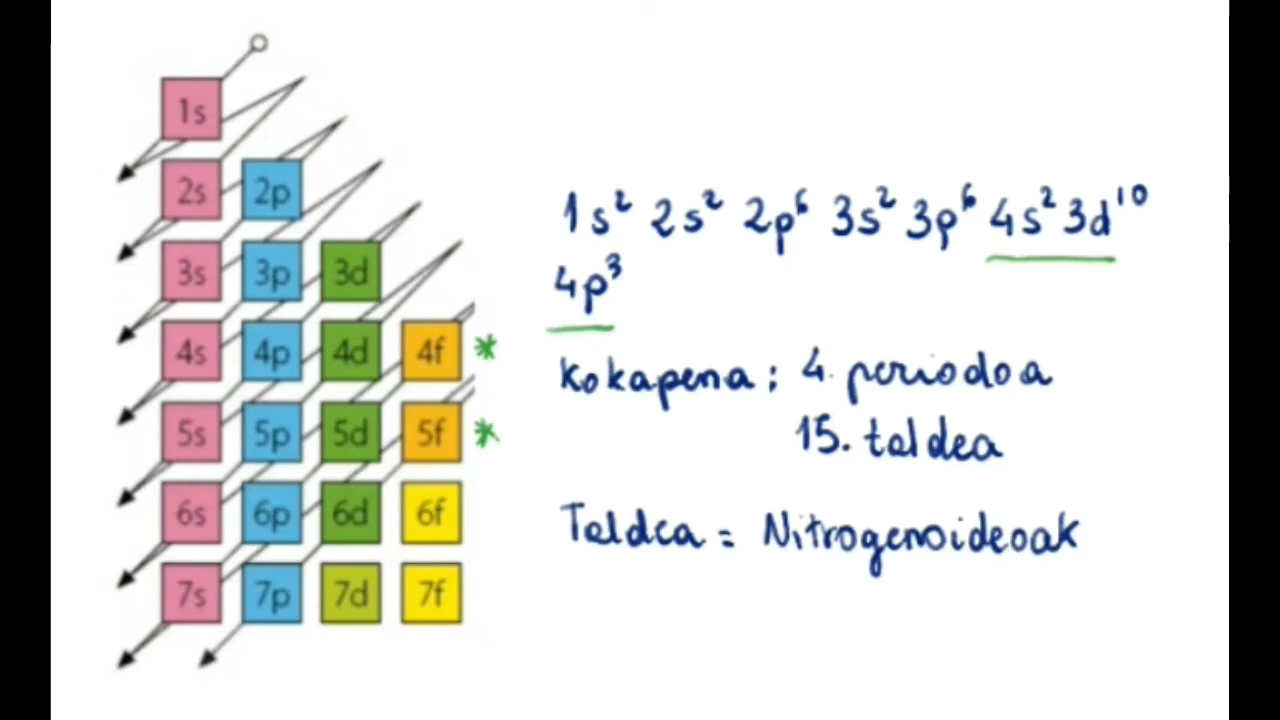 1s
2s 2p
3s 3p 3d
4s 4p 4d 4f *
5s 5p 5d 5f *
6s 6p 6d 6f
7s 7p 7d 7f
1s² 2s² 2p⁶ 3s² 3p⁶ 4s² 3d¹⁰
4p³
Kokapena: 4. periodoa
15. taldea
Taldea = Nitrogenoideoak